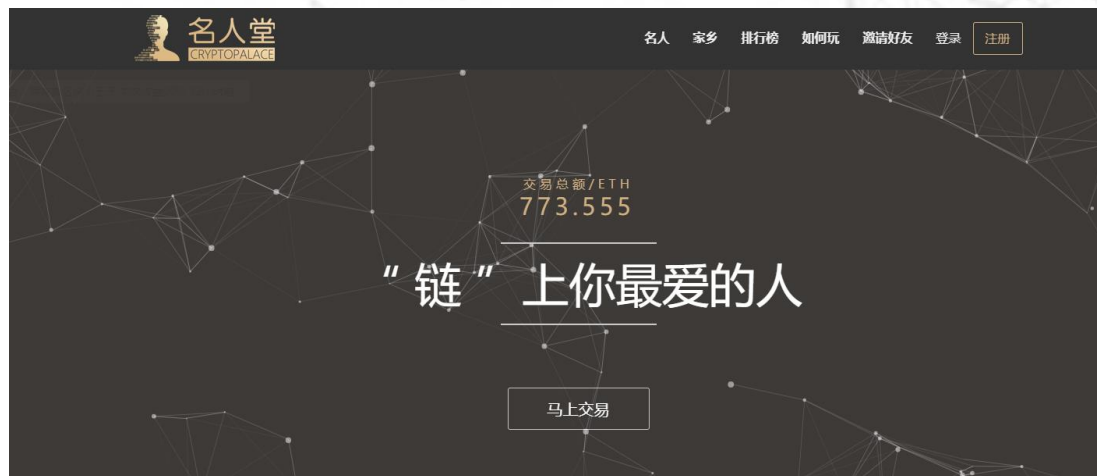 名人堂
CRYPTOPALACE
名人 家乡 排行榜 如何玩 邀请好友 登录 注册
交易总额/ETH
773.555
“链”上你最爱的人
马上交易